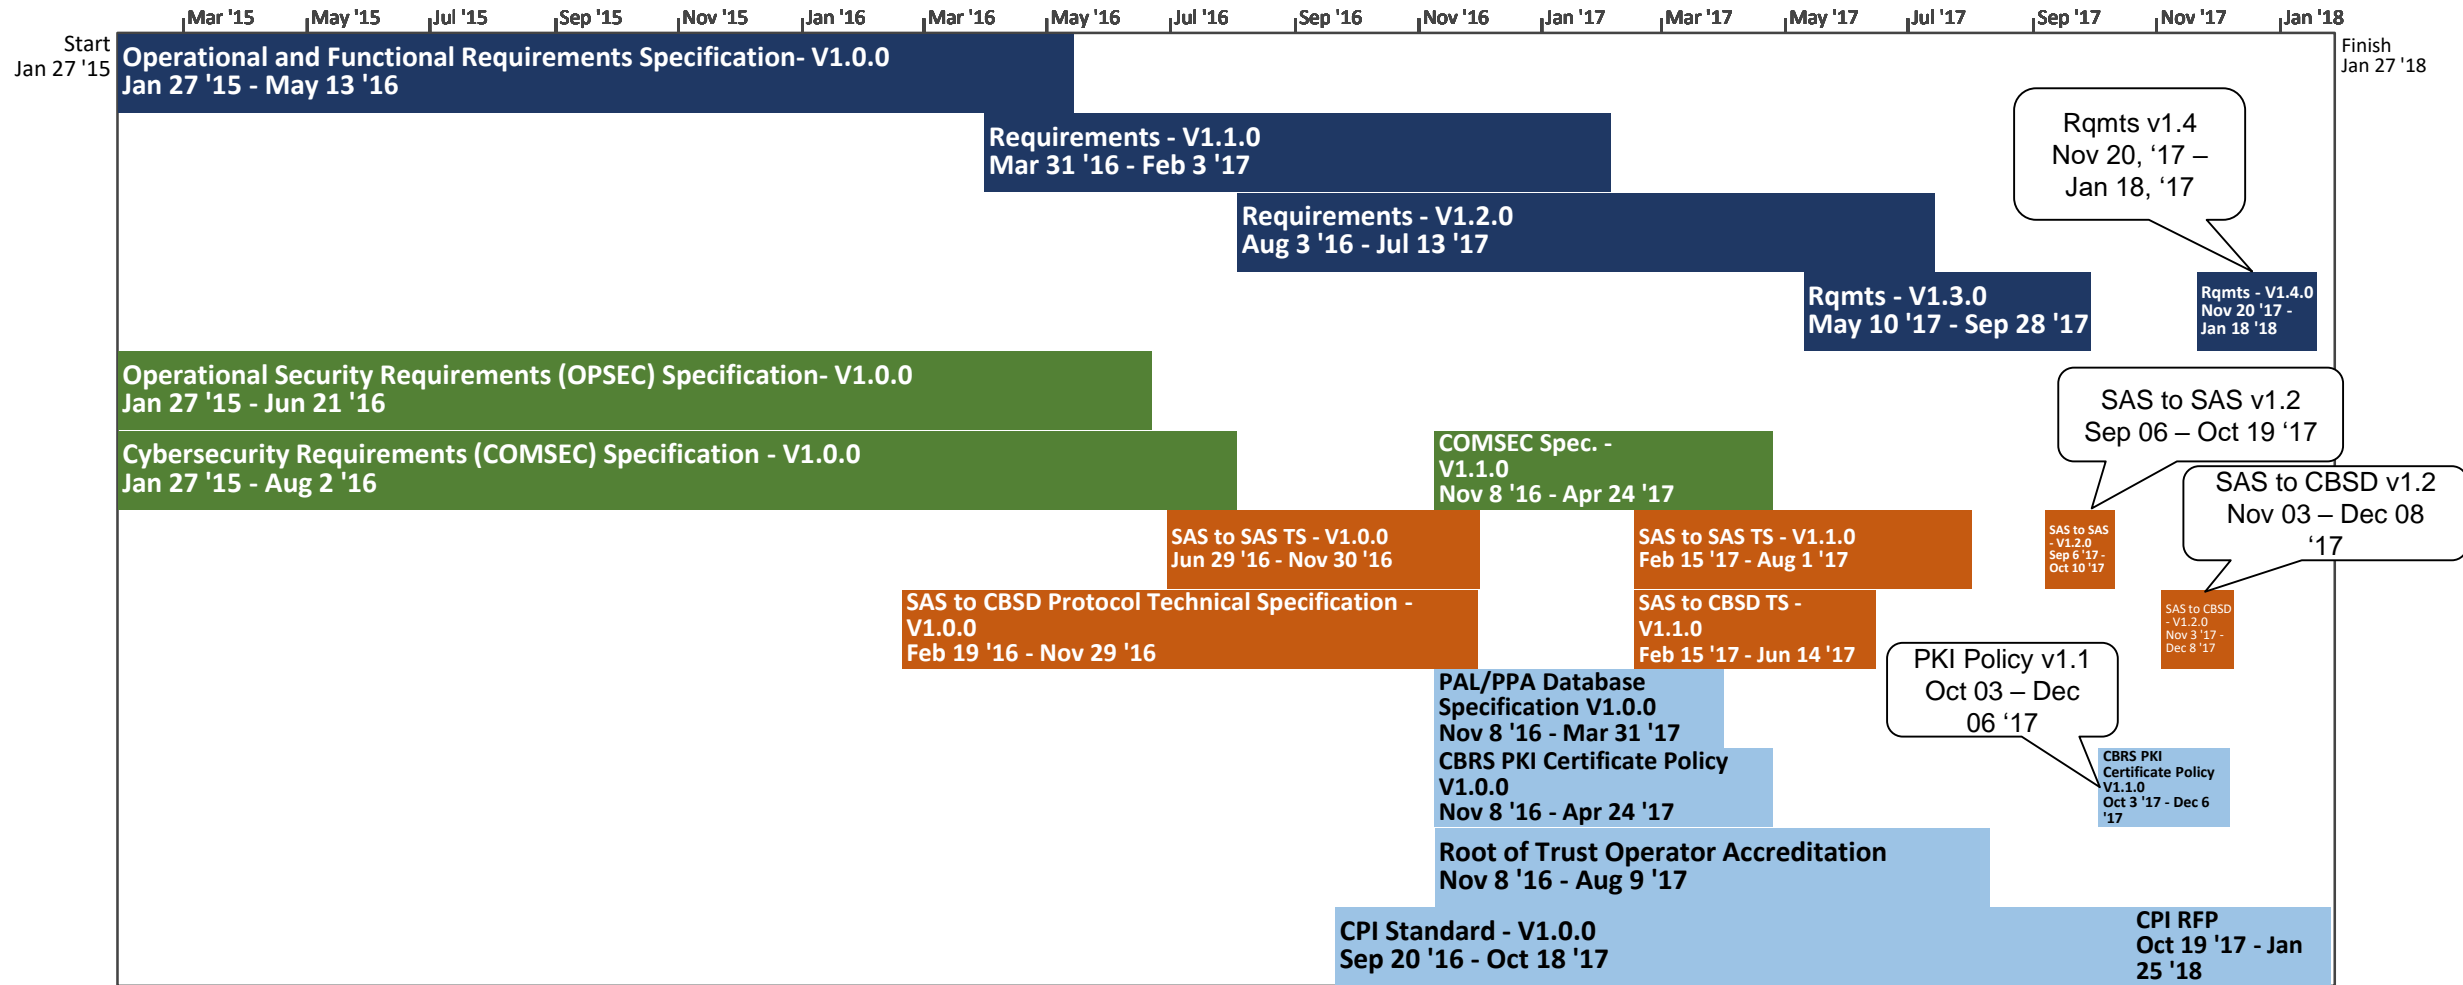 Mar '15
May '15
Jul '15
Sep '15
Nov '15
Jan '16
Mar '16
May '16
Jul '16
Sep '16
Nov '16
Jan '17
Mar '17
May '17
Jul '17
Sep '17
Nov '17
Jan '18
Start
Jan 27 '15
Finish
Jan 27 '18
Operational and Functional Requirements Specification- V1.0.0
Jan 27 '15 - May 13 '16
Requirements - V1.1.0
Mar 31 '16 - Feb 3 '17
Rqmts v1.4
Nov 20, ‘17 –
Jan 18, ‘17
Requirements - V1.2.0
Aug 3 '16 - Jul 13 '17
Rqmts - V1.3.0
May 10 '17 - Sep 28 '17
Rqmts - V1.4.0
Nov 20 '17 -
Jan 18 '18
Operational Security Requirements (OPSEC) Specification- V1.0.0
Jan 27 '15 - Jun 21 '16
SAS to SAS v1.2
Sep 06 – Oct 19 ‘17
Cybersecurity Requirements (COMSEC) Specification - V1.0.0
Jan 27 '15 - Aug 2 '16
COMSEC Spec. -
V1.1.0
Nov 8 '16 - Apr 24 '17
SAS to CBSD v1.2
Nov 03 – Dec 08
‘17
SAS to SAS TS - V1.0.0
Jun 29 '16 - Nov 30 '16
SAS to SAS TS - V1.1.0
Feb 15 '17 - Aug 1 '17
SAS to SAS
- V1.2.0
Sep 6 '17 -
Oct 10 '17
SAS to CBSD Protocol Technical Specification -
V1.0.0
Feb 19 '16 - Nov 29 '16
SAS to CBSD TS -
V1.1.0
Feb 15 '17 - Jun 14 '17
SAS to CBSD
- V1.2.0
Nov 3 '17 -
Dec 8 '17
PKI Policy v1.1
Oct 03 – Dec
06 ‘17
PAL/PPA Database
Specification V1.0.0
Nov 8 '16 - Mar 31 '17
CBRS PKI Certificate Policy
V1.0.0
Nov 8 '16 - Apr 24 '17
CBRS PKI
Certificate Policy
V1.1.0
Oct 3 '17 - Dec 6
'17
Root of Trust Operator Accreditation
Nov 8 '16 - Aug 9 '17
CPI Standard - V1.0.0
Sep 20 '16 - Oct 18 '17
CPI RFP
Oct 19 '17 - Jan
25 '18